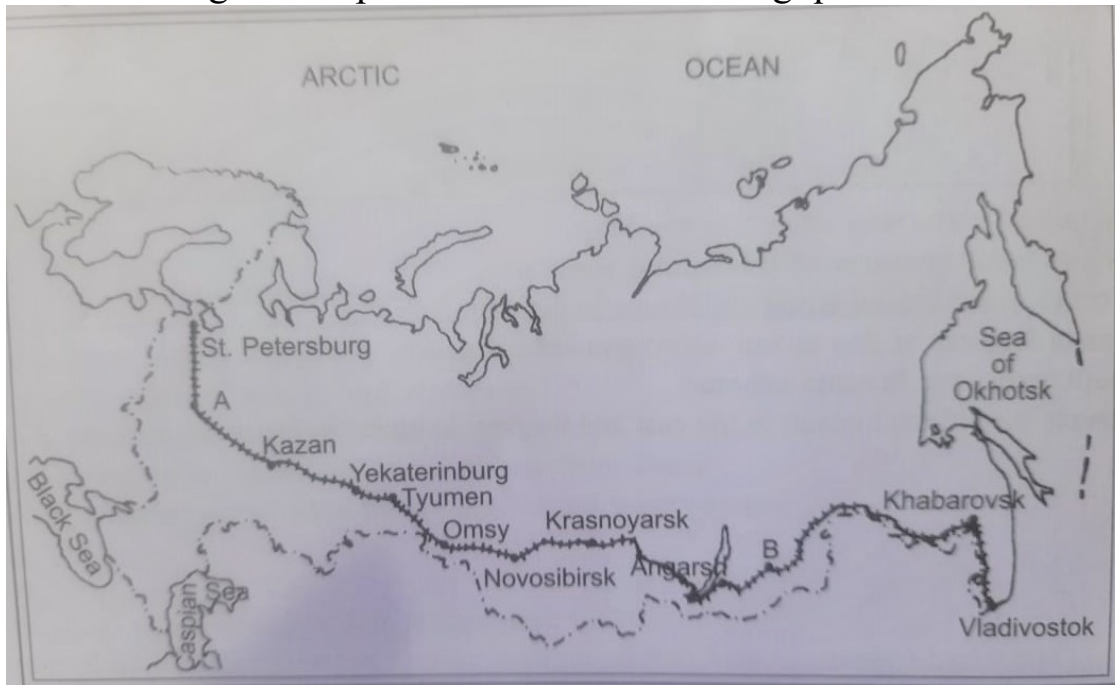 ARCTIC
OCEAN
St. Petersburg
A
Kazan
Yekaterinburg
Tyumen
Omsy
Novosibirsk
Krasnoyarsk
Angarsd
B
Khabarovsk
Vladivostok
Sea
of
Okhotsk
Black Sea
Caspian
Sea